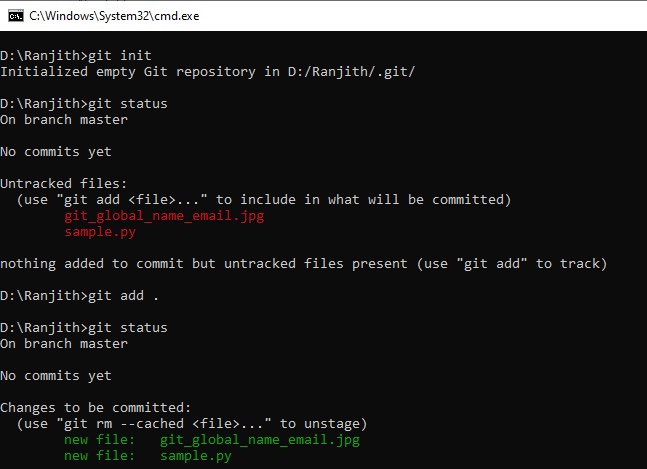 C:\Windows\System32\cmd.exe
D:\Ranjith>git init
Initialized empty Git repository in D:/Ranjith/.git/
D:\Ranjith>git status
On branch master
No commits yet
Untracked files:
(use "git add <file>..." to include in what will be committed)
git_global_name_email.jpg
sample.py
nothing added to commit but untracked files present (use "git add" to track)
D:\Ranjith>git add .
D:\Ranjith>git status
On branch master
No commits yet
Changes to be committed:
(use "git rm --cached <file>..." to unstage)
new file:   git_global_name_email.jpg
new file:   sample.py